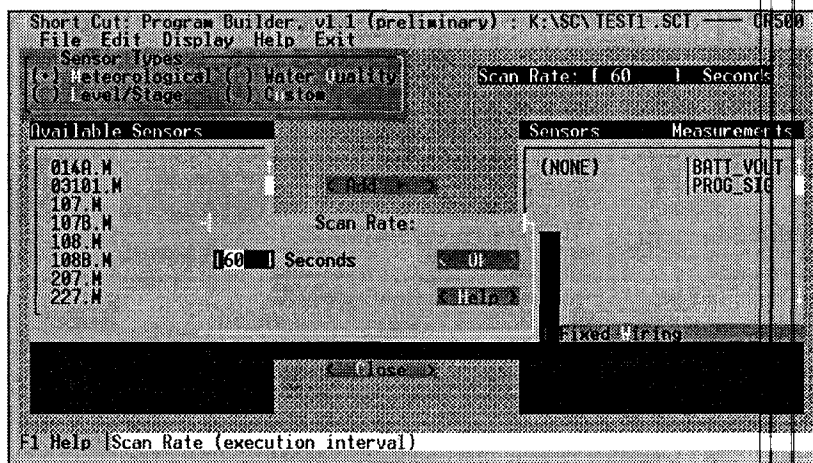 Short Cut: Program Builder, v1.1 (preliminary) : K:\SC\TEST1.SCT CR500
File Edit Display Help Exit
Sensor Types
(•) Meteorological ( ) Water Quality
( ) Level/Stage ( ) Custom
Scan Rate: [ 60 ] Seconds
Available Sensors
Sensors Measurements
014A.M
03101.M
107.M
107B.M
108.M
108B.M
207.M
227.M
< Add > >
(NONE)
BATT_VOLT
PROG_SIG
Scan Rate:
[60 ] Seconds
< Ok >
< Help >
Fixed Wiring
< Close >
F1 Help |Scan Rate (execution interval)